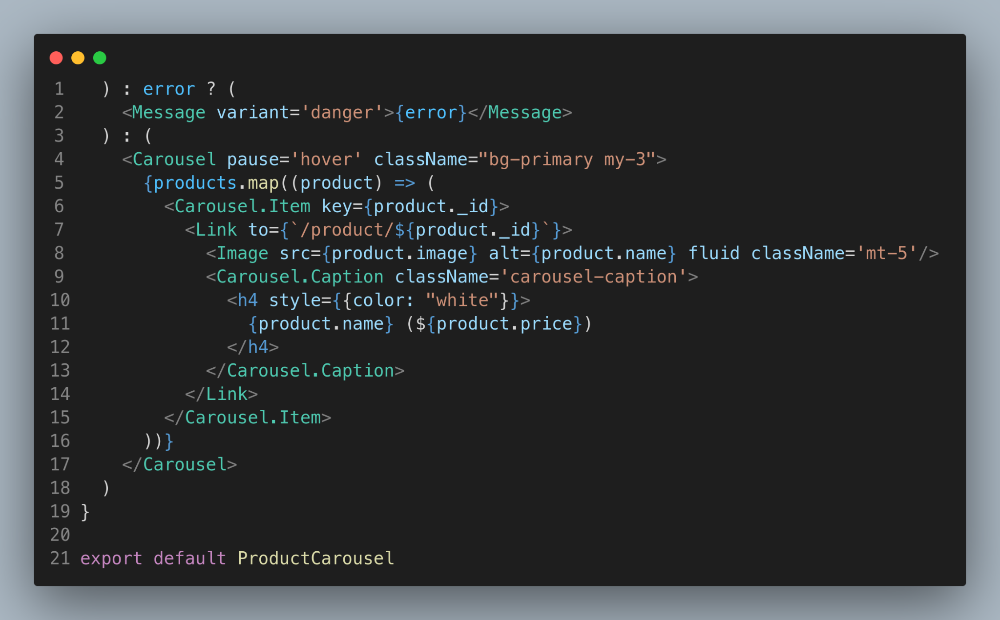 1   ) : error ? (
2     <Message variant='danger'>{error}</Message>
3   ) : (
4     <Carousel pause='hover' className="bg-primary my-3">
5       {products.map((product) => (
6         <Carousel.Item key={product._id}>
7           <Link to={`/product/${product._id}`}>
8             <Image src={product.image} alt={product.name} fluid className='mt-5'/>
9             <Carousel.Caption className='carousel-caption'>
10               <h4 style={{color: "white"}}>
11                 {product.name} (${product.price})
12               </h4>
13             </Carousel.Caption>
14           </Link>
15         </Carousel.Item>
16       ))}
17     </Carousel>
18   )
19 }
20
21 export default ProductCarousel